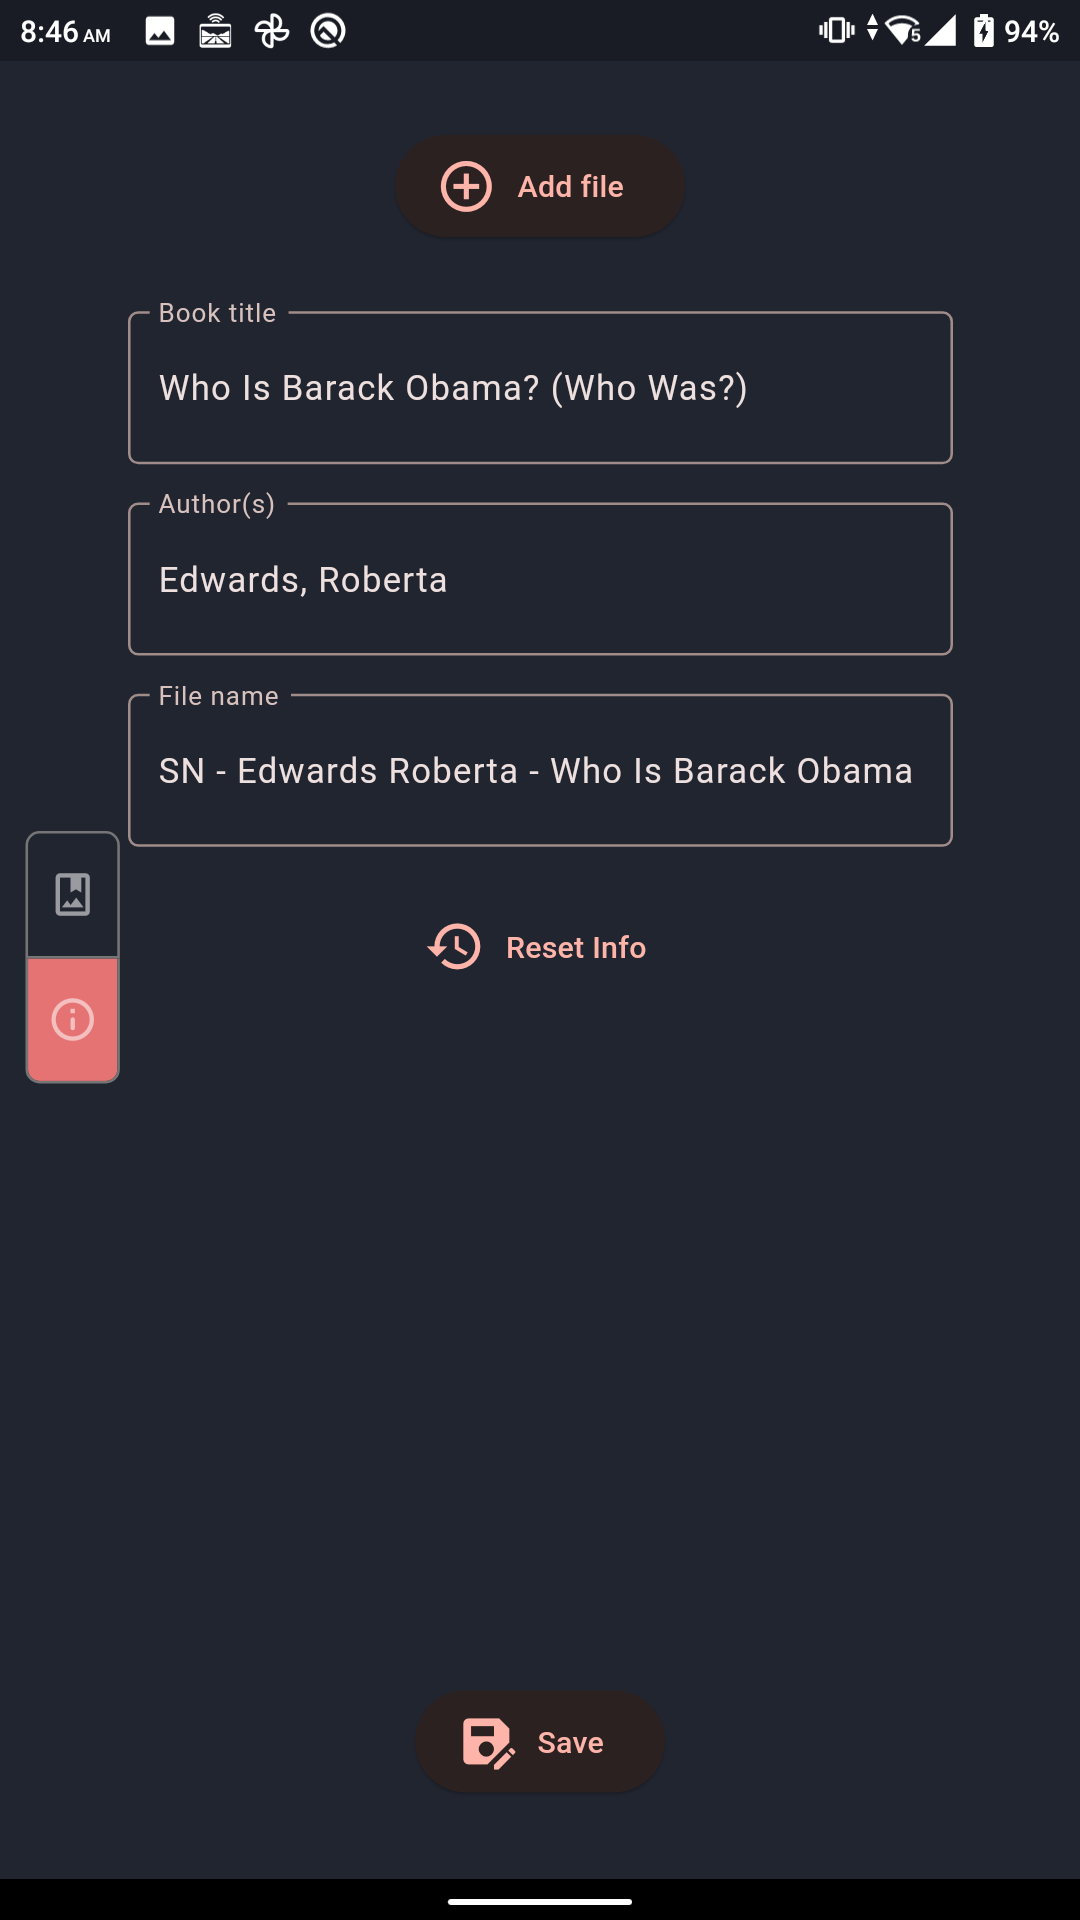 8:46 AM
5
94%
Add file
Book title
Who Is Barack Obama? (Who Was?)
Author(s)
Edwards, Roberta
File name
SN - Edwards Roberta - Who Is Barack Obama
Reset Info
Save